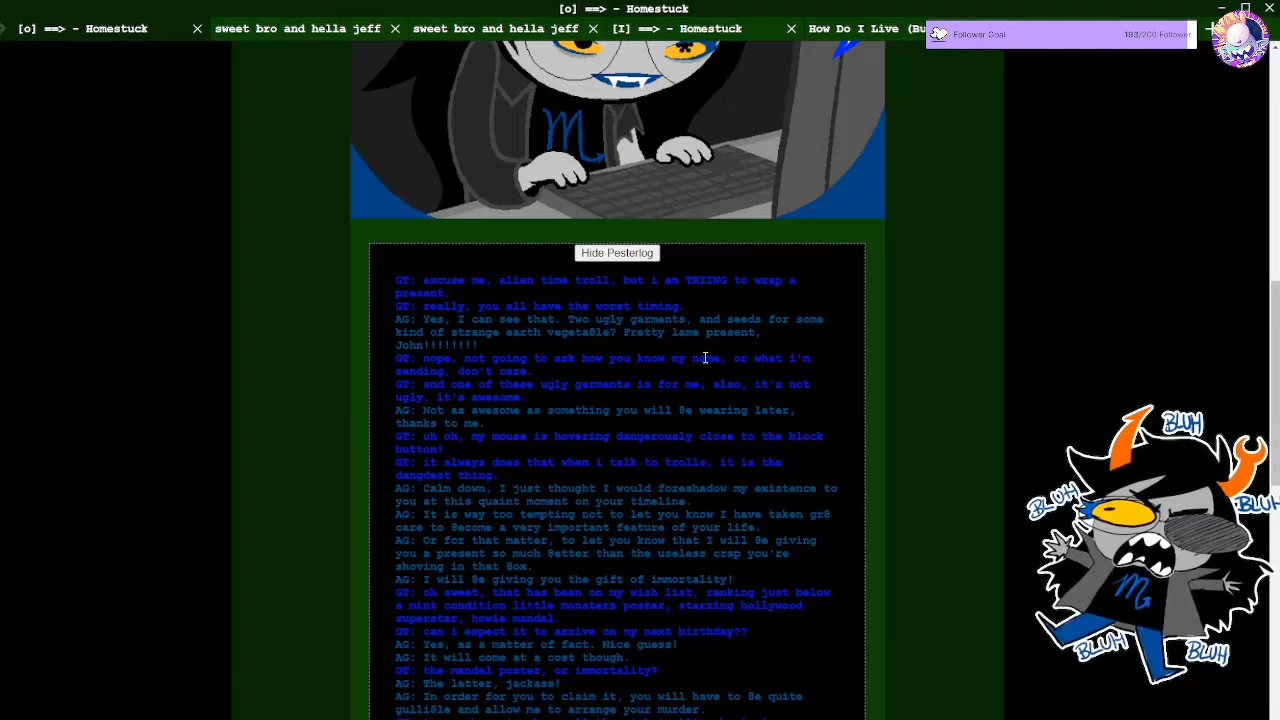 [o] ==> - Homestuck
[o] ==> - Homestuck
sweet bro and hella jeff
sweet bro and hella jeff
[I] ==> - Homestuck
How Do I Live (Bu
Follower Goal
193/200 Follower
Hide Pesterlog
GT: excuse me, alien time troll, but i am TRYING to wrap a
present.
GT: really, you all have the worst timing.
AG: Yes, I can see that. Two ugly garments, and seeds for some
kind of strange earth vegeta8le? Pretty lame present,
John!!!!!!!!
GT: nope, not going to ask how you know my name, or what i'm
sending, don't care.
GT: and one of these ugly garments is for me, also, it's not
ugly, it's awesome.
AG: Not as awesome as something you will 8e wearing later,
thanks to me.
GT: uh oh, my mouse is hovering dangerously close to the block
button!
GT: it always does that when i talk to trolls, it is the
dangdest thing.
AG: Calm down, I just thought I would foreshadow my existence to
you at this quaint moment on your timeline.
AG: It is way too tempting not to let you know I have taken gr8
care to 8ecome a very important feature of your life.
AG: Or for that matter, to let you know that I will 8e giving
you a present so much 8etter than the useless crap you're
shoving in that 8ox.
AG: I will 8e giving you the gift of immortality!
GT: oh sweet, that has been on my wish list, ranking just below
a mint condition little monsters poster, starring hollywood
superstar, howie mandel.
GT: can i expect it to arrive on my next birthday??
AG: Yes, as a matter of fact. Nice guess!
AG: It will come at a cost though.
GT: the mandel poster, or immortality?
AG: The latter, jackass!
AG: In order for you to claim it, you will have to 8e quite
gulli8le and allow me to arrange your murder.
BLUH
BLUH
BLUH
BLUH
BLUH